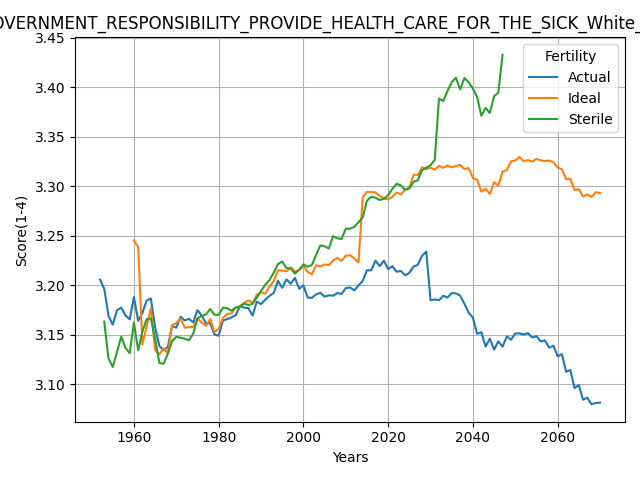 OVERNMENT_RESPONSIBILITY_PROVIDE_HEALTH_CARE_FOR_THE_SICK_White_
3.45
3.40
3.35
3.30
3.25
3.20
3.15
3.10
Score(1-4)
Fertility
Actual
Ideal
Sterile
1960 1980 2000 2020 2040 2060
Years